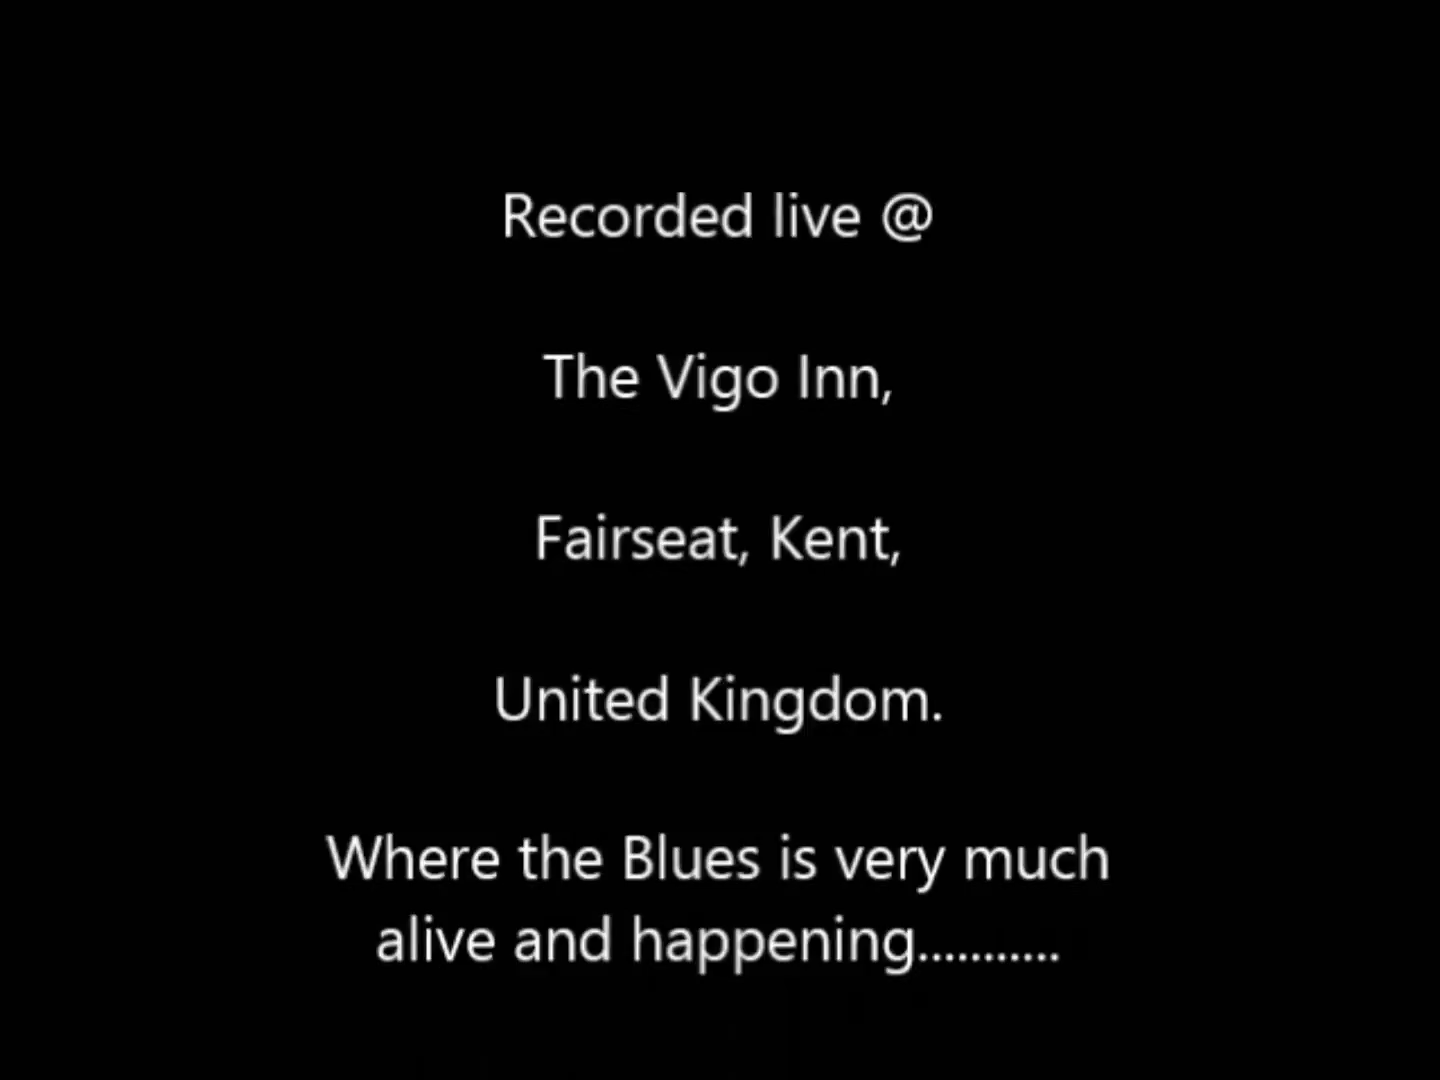 Recorded live @
The Vigo Inn,
Fairseat, Kent,
United Kingdom.
Where the Blues is very much
alive and happening...........